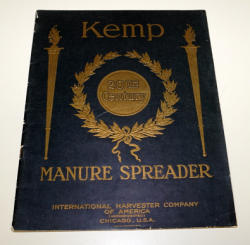 Kemp
20th
Century
MANURE SPREADER
INTERNATIONAL HARVESTER COMPANY
OF AMERICA
CHICAGO, U.S.A.